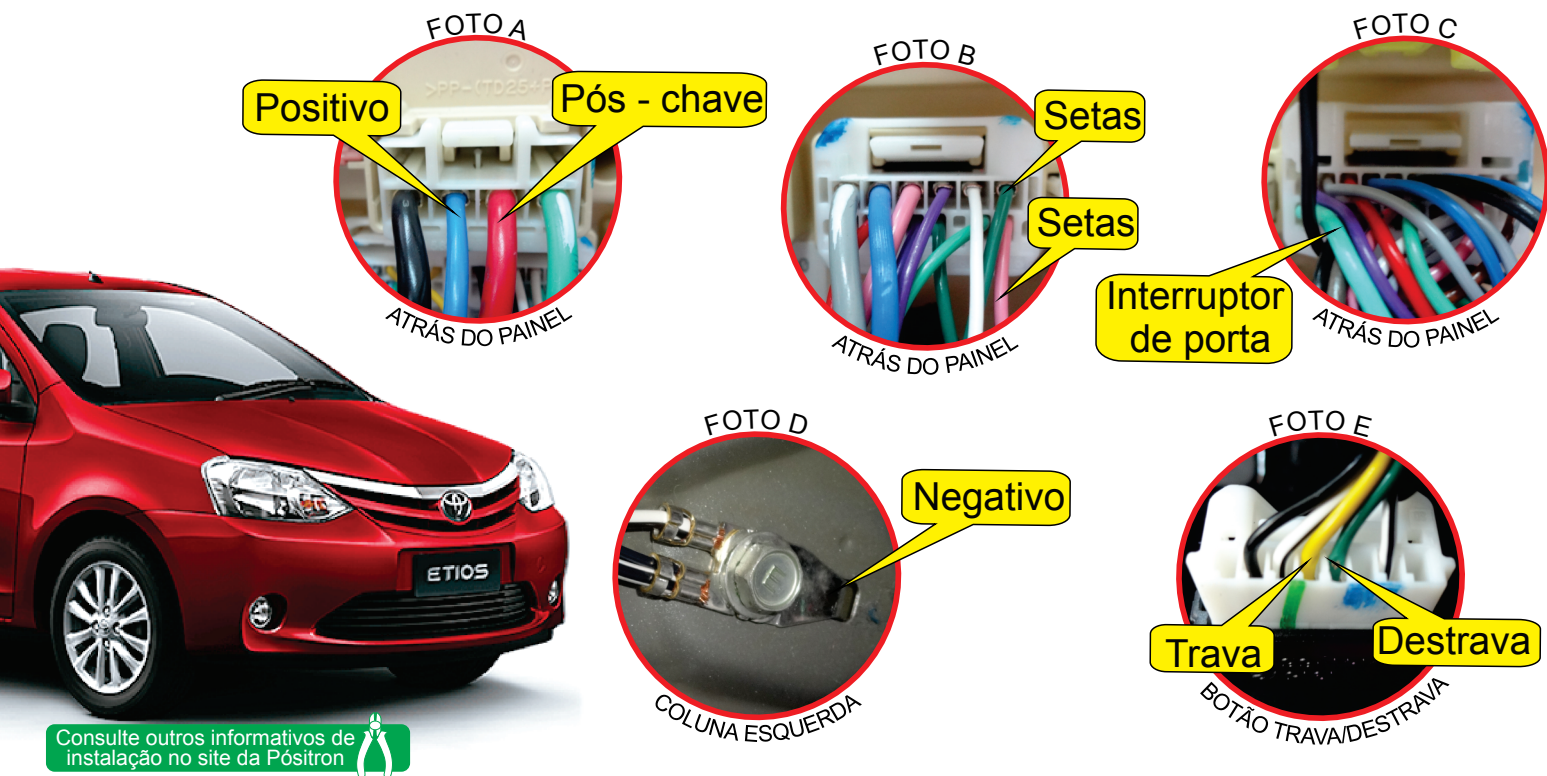 FOTO A
>PP-(TD25+
Positivo
Pós - chave
ATRÁS DO PAINEL
FOTO B
Setas
Setas
ATRÁS DO PAINEL
FOTO C
Interruptor
de porta
ATRÁS DO PAINEL
ETIOS
FOTO D
Negativo
COLUNA ESQUERDA
FOTO E
Trava
Destrava
BOTÃO TRAVA/DESTRAVA
Consulte outros informativos de
instalação no site da Pósitron